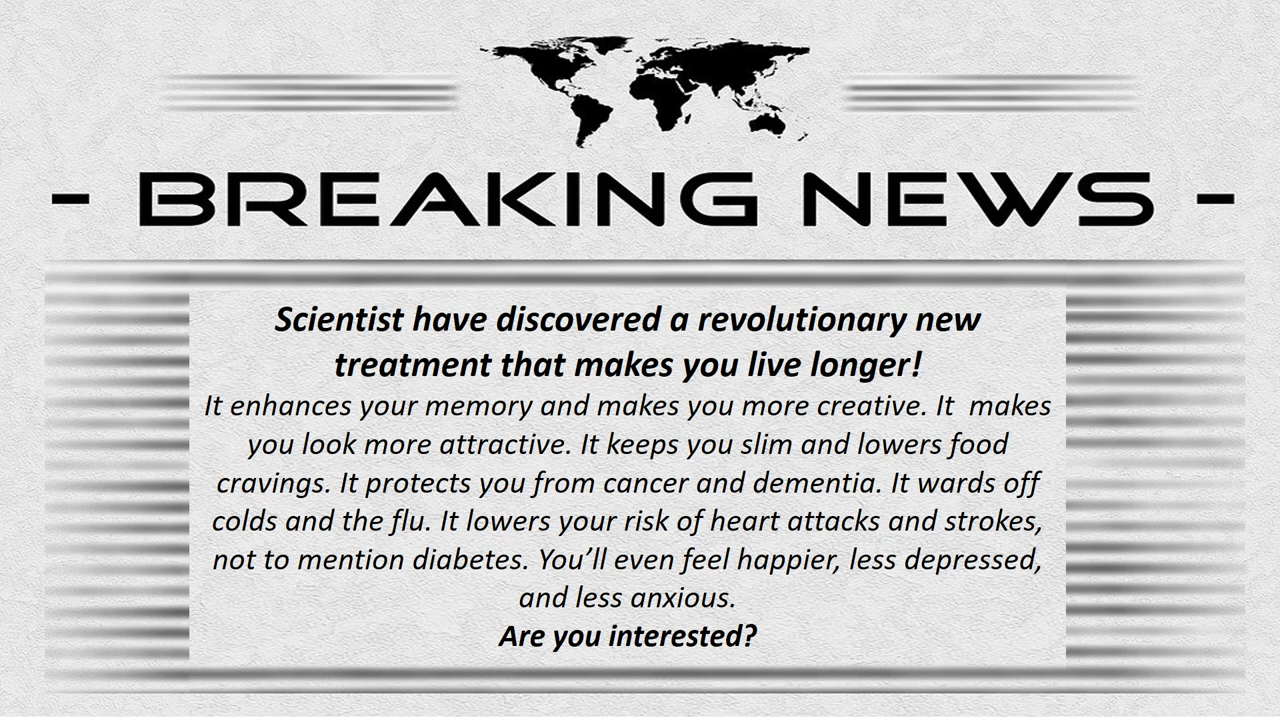 - BREAKING NEWS -
Scientist have discovered a revolutionary new
treatment that makes you live longer!
It enhances your memory and makes you more creative. It  makes
you look more attractive. It keeps you slim and lowers food
cravings. It protects you from cancer and dementia. It wards off
colds and the flu. It lowers your risk of heart attacks and strokes,
not to mention diabetes. You’ll even feel happier, less depressed,
and less anxious.
Are you interested?